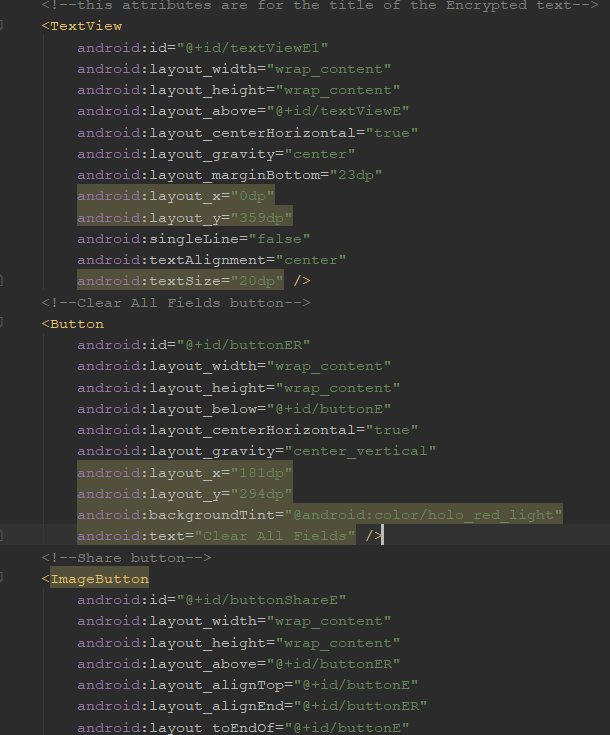 <!--this attributes are for the title of the Encrypted text-->
<TextView
android:id="@+id/textViewE1"
android:layout_width="wrap_content"
android:layout_height="wrap_content"
android:layout_above="@+id/textViewE"
android:layout_centerHorizontal="true"
android:layout_gravity="center"
android:layout_marginBottom="23dp"
android:layout_x="0dp"
android:layout_y="359dp"
android:singleLine="false"
android:textAlignment="center"
android:textSize="20dp" />
<!--Clear All Fields button-->
<Button
android:id="@+id/buttonER"
android:layout_width="wrap_content"
android:layout_height="wrap_content"
android:layout_below="@+id/buttonE"
android:layout_centerHorizontal="true"
android:layout_gravity="center_vertical"
android:layout_x="181dp"
android:layout_y="294dp"
android:backgroundTint="@android:color/holo_red_light"
android:text="Clear All Fields" />
<!--Share button-->
<ImageButton
android:id="@+id/buttonShareE"
android:layout_width="wrap_content"
android:layout_height="wrap_content"
android:layout_above="@+id/buttonER"
android:layout_alignTop="@+id/buttonE"
android:layout_alignEnd="@+id/buttonER"
android:layout_toEndOf="@+id/buttonE"